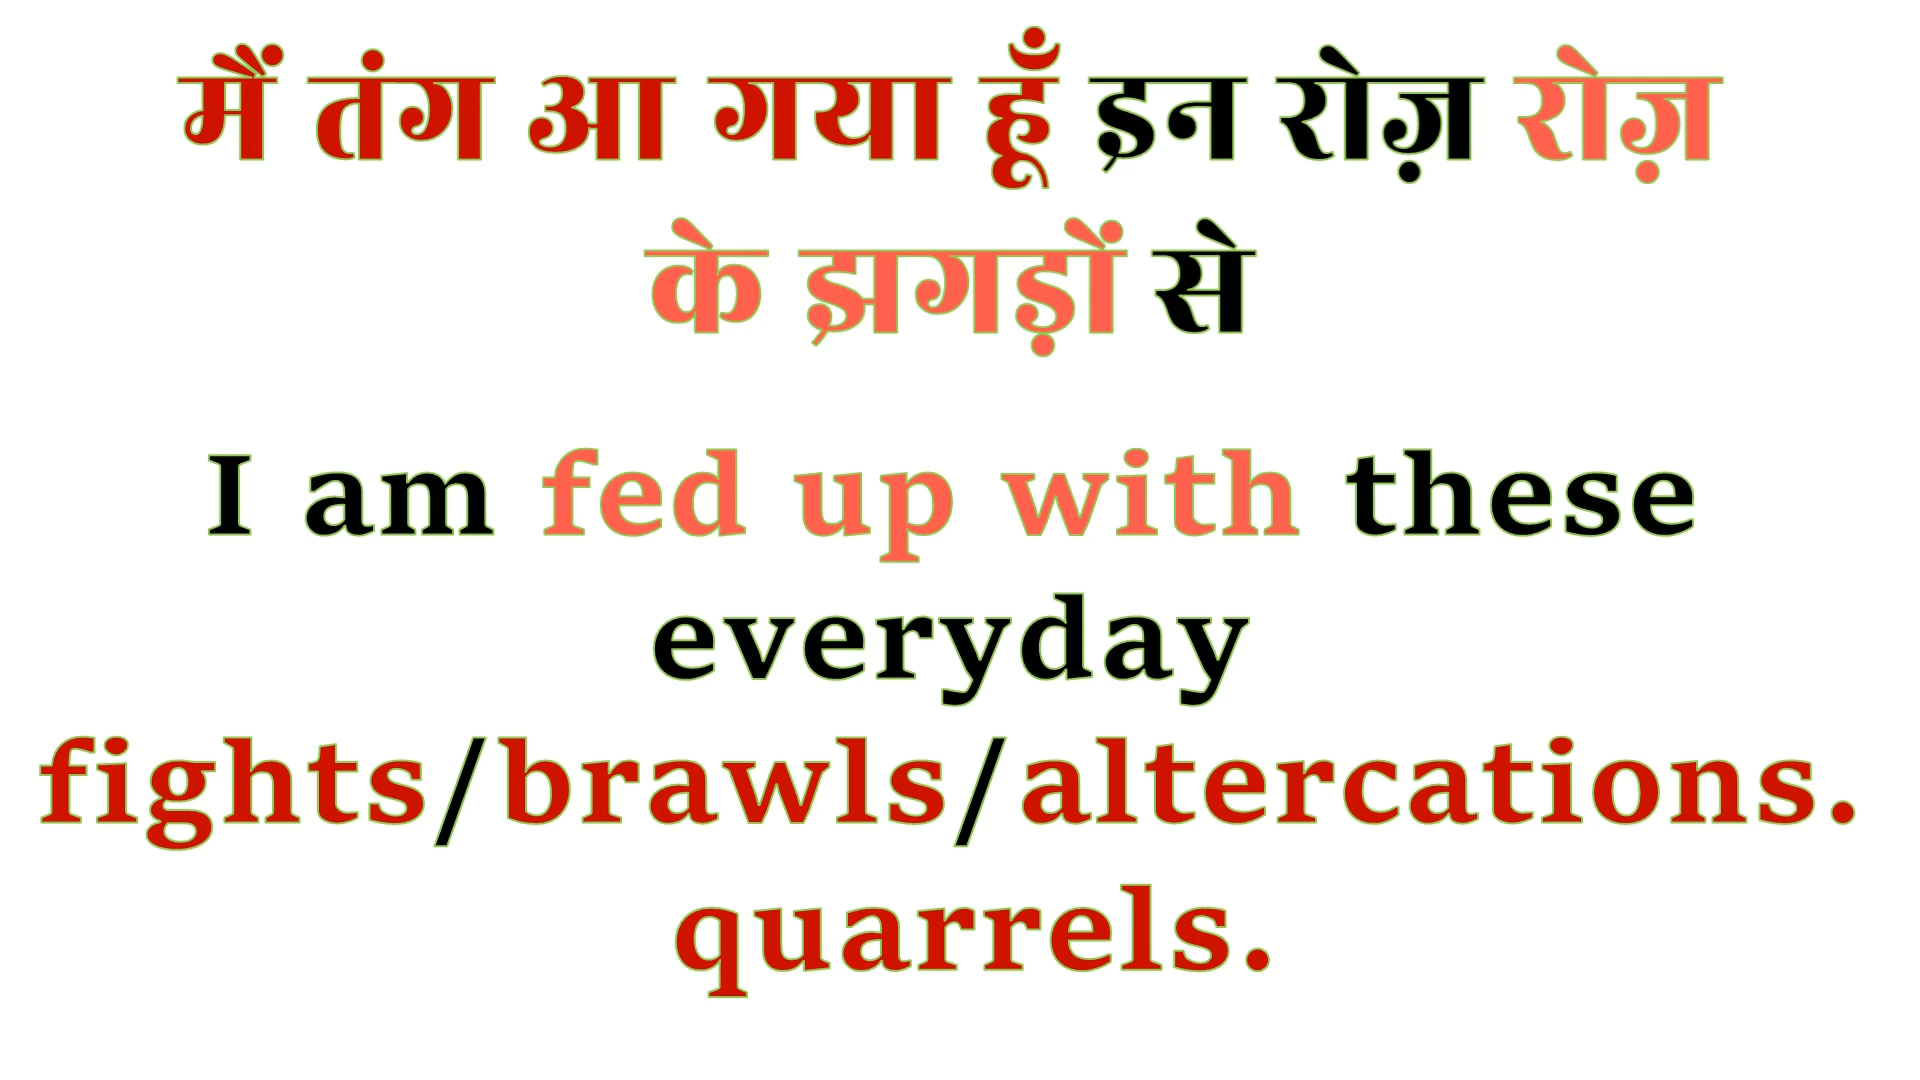 मैं तंग आ गया हूँ इन रोज़ रोज़
के झगड़ों से
I am fed up with these
everyday
fights/brawls/altercations.
quarrels.